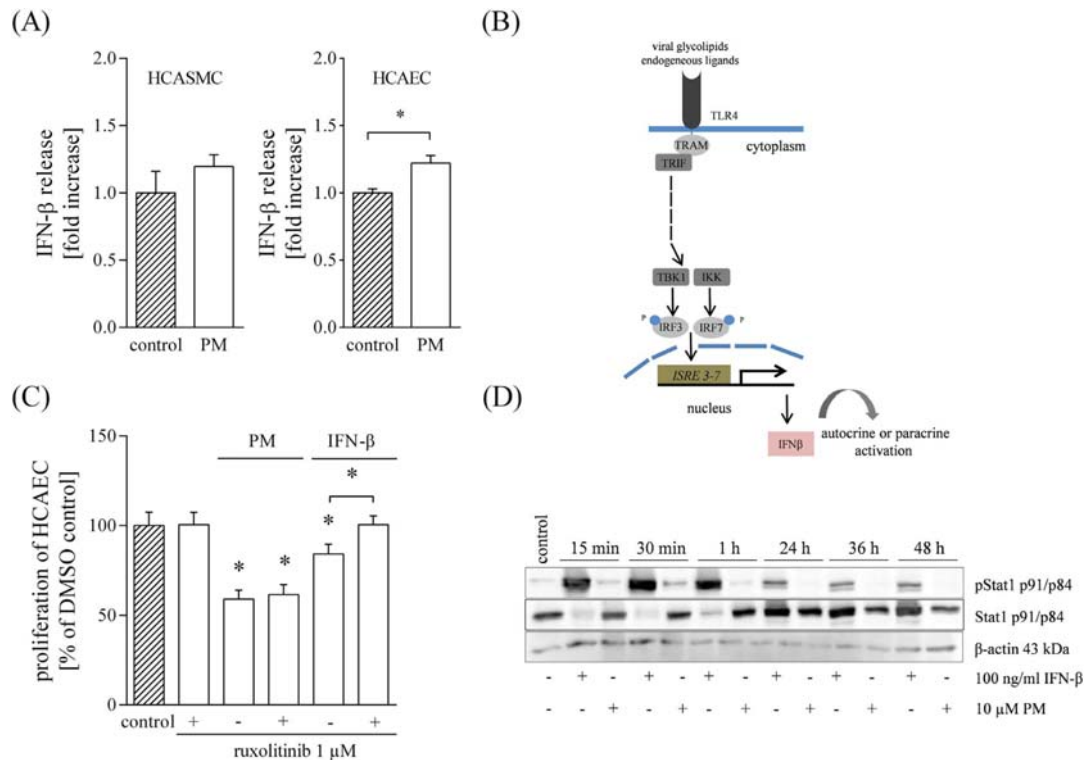 (A)
2.0
1.5
1.0
0.5
0.0
IFN-β release
[fold increase]
HCASMC
control PM
2.0
1.5
1.0
0.5
0.0
IFN-β release
[fold increase]
HCAEC
*
control PM
(B)
viral glycolipids
endogeneous ligands
TLR4
TRAM
cytoplasm
TRIF
TBK1 IKK
P IRF3 IRF7 P
ISRE 3-7
nucleus
IFNβ
autocrine or paracrine
activation
(C)
150
100
50
0
proliferation of HCAEC
[% of DMSO control]
PM IFN-β
*
* * *
control + - + - +
ruxolitinib 1 µM
(D)
control
15 min 30 min 1 h 24 h 36 h 48 h
pStat1 p91/p84
Stat1 p91/p84
β-actin 43 kDa
- + - + - + - + - + - + - 100 ng/ml IFN-β
- - + - + - + - + - + - + 10 µM PM